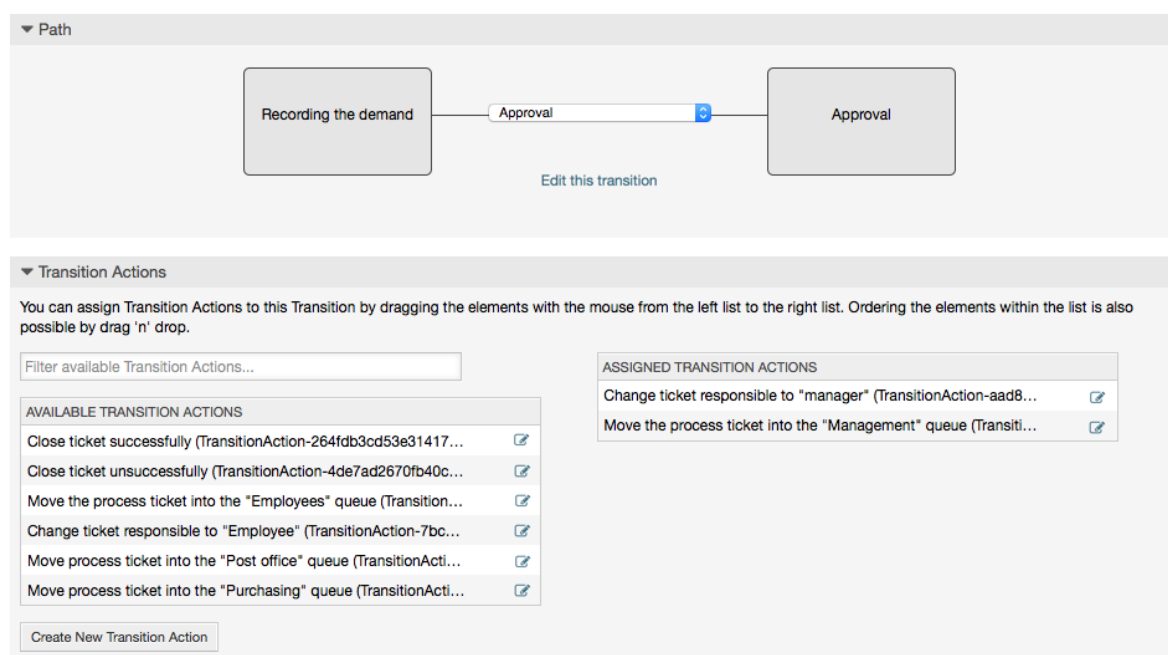 Path
Recording the demand
Approval
Approval
Edit this transition
Transition Actions
You can assign Transition Actions to this Transition by dragging the elements with the mouse from the left list to the right list. Ordering the elements within the list is also
possible by drag 'n' drop.
Filter available Transition Actions...
AVAILABLE TRANSITION ACTIONS
Close ticket successfully (TransitionAction-264fdb3cd53e31417...
Close ticket unsuccessfully (TransitionAction-4de7ad2670fb40c...
Move the process ticket into the "Employees" queue (Transition...
Change ticket responsible to "Employee" (TransitionAction-7bc...
Move process ticket into the "Post office" queue (TransitionActi...
Move process ticket into the "Purchasing" queue (TransitionActi...
Create New Transition Action
ASSIGNED TRANSITION ACTIONS
Change ticket responsible to "manager" (TransitionAction-aad8...
Move the process ticket into the "Management" queue (Transiti...